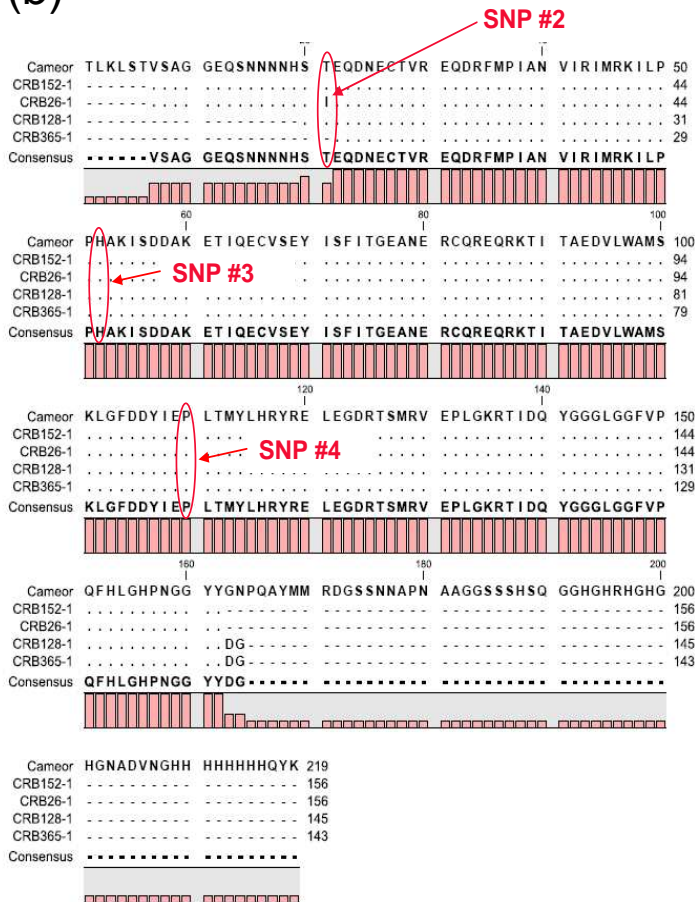 (b)
SNP #2
20 40
Cameor TLKLSTVSAG GEQSNNNNHS TEQDNECTVR EQDRFMPIAN VIRIMRKILP 50
CRB152-1 ------.... .......... .......... .......... .......... 44
CRB26-1 ------.... .......... I......... .......... .......... 44
CRB128-1 ---------- ---------. .......... .......... .......... 31
CRB365-1 ---------- ---------- -......... .......... .......... 29
Consensus ------VSAG GEQSNNNNHS TEQDNECTVR EQDRFMPIAN VIRIMRKILP
60 80 100
Cameor PHAKISDDAK ETIQECVSEY ISFITGEANE RCQREQRKTI TAEDVLWAMS 100
CRB152-1 .......... .......... .......... .......... .......... 94
CRB26-1 .......... .......... .......... .......... .......... 94
SNP #3
CRB128-1 .......... .......... .......... .......... .......... 81
CRB365-1 .......... .......... .......... .......... .......... 79
Consensus PHAKISDDAK ETIQECVSEY ISFITGEANE RCQREQRKTI TAEDVLWAMS
120 140
Cameor KLGFDDYIEP LTMYLHRYRE LEGDRTSMRV EPLGKRTIDQ YGGGLGGFVP 150
CRB152-1 .......... .......... .......... .......... .......... 144
CRB26-1 .......... .......... .......... .......... .......... 144
SNP #4
CRB128-1 .......... .......... .......... .......... .......... 131
CRB365-1 .......... .......... .......... .......... .......... 129
Consensus KLGFDDYIEP LTMYLHRYRE LEGDRTSMRV EPLGKRTIDQ YGGGLGGFVP
160 180 200
Cameor QFHLGHPNGG YYGNPQAYMM RDGSSNNAPN AAGGSSSHSQ GGHGHRHGHG 200
CRB152-1 .......... ..-------- ---------- ---------- ---------- 156
CRB26-1 .......... ..-------- ---------- ---------- ---------- 156
CRB128-1 .......... ..DG------ ---------- ---------- ---------- 145
CRB365-1 .......... ..DG------ ---------- ---------- ---------- 143
Consensus QFHLGHPNGG YYDG------ ---------- ---------- ----------
Cameor HGNADVNGHH HHHHHHQYK 219
CRB152-1 ---------- --------- 156
CRB26-1 ---------- --------- 156
CRB128-1 ---------- --------- 145
CRB365-1 ---------- --------- 143
Consensus ---------- ---------